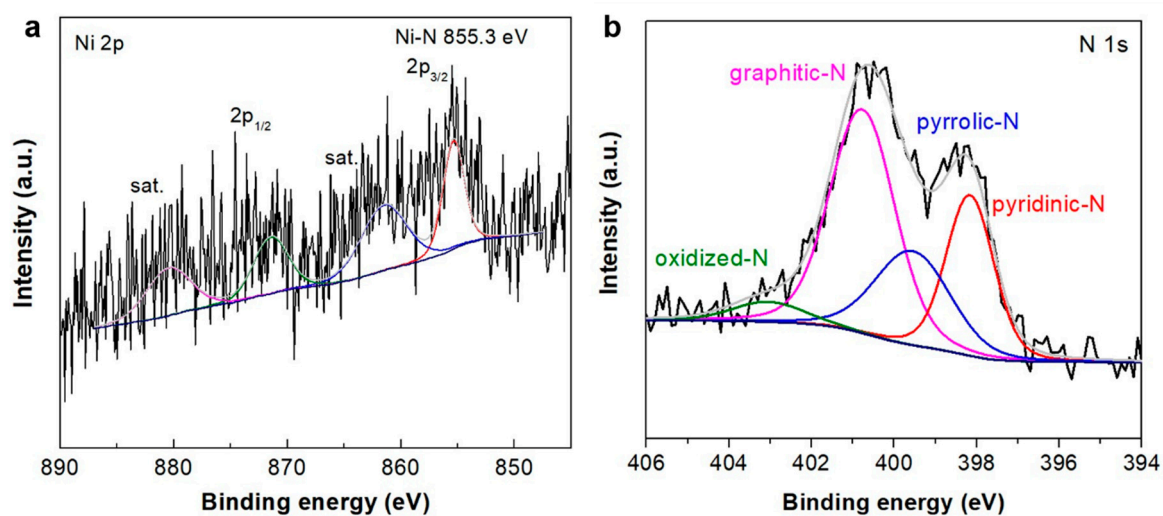 a
Ni 2p
Ni-N 855.3 eV
2p3/2
2p1/2
sat.
sat.
Intensity (a.u.)
890
880
870
860
850
Binding energy (eV)
b
N 1s
graphitic-N
pyrrolic-N
pyridinic-N
oxidized-N
Intensity (a.u.)
406
404
402
400
398
396
394
Binding energy (eV)